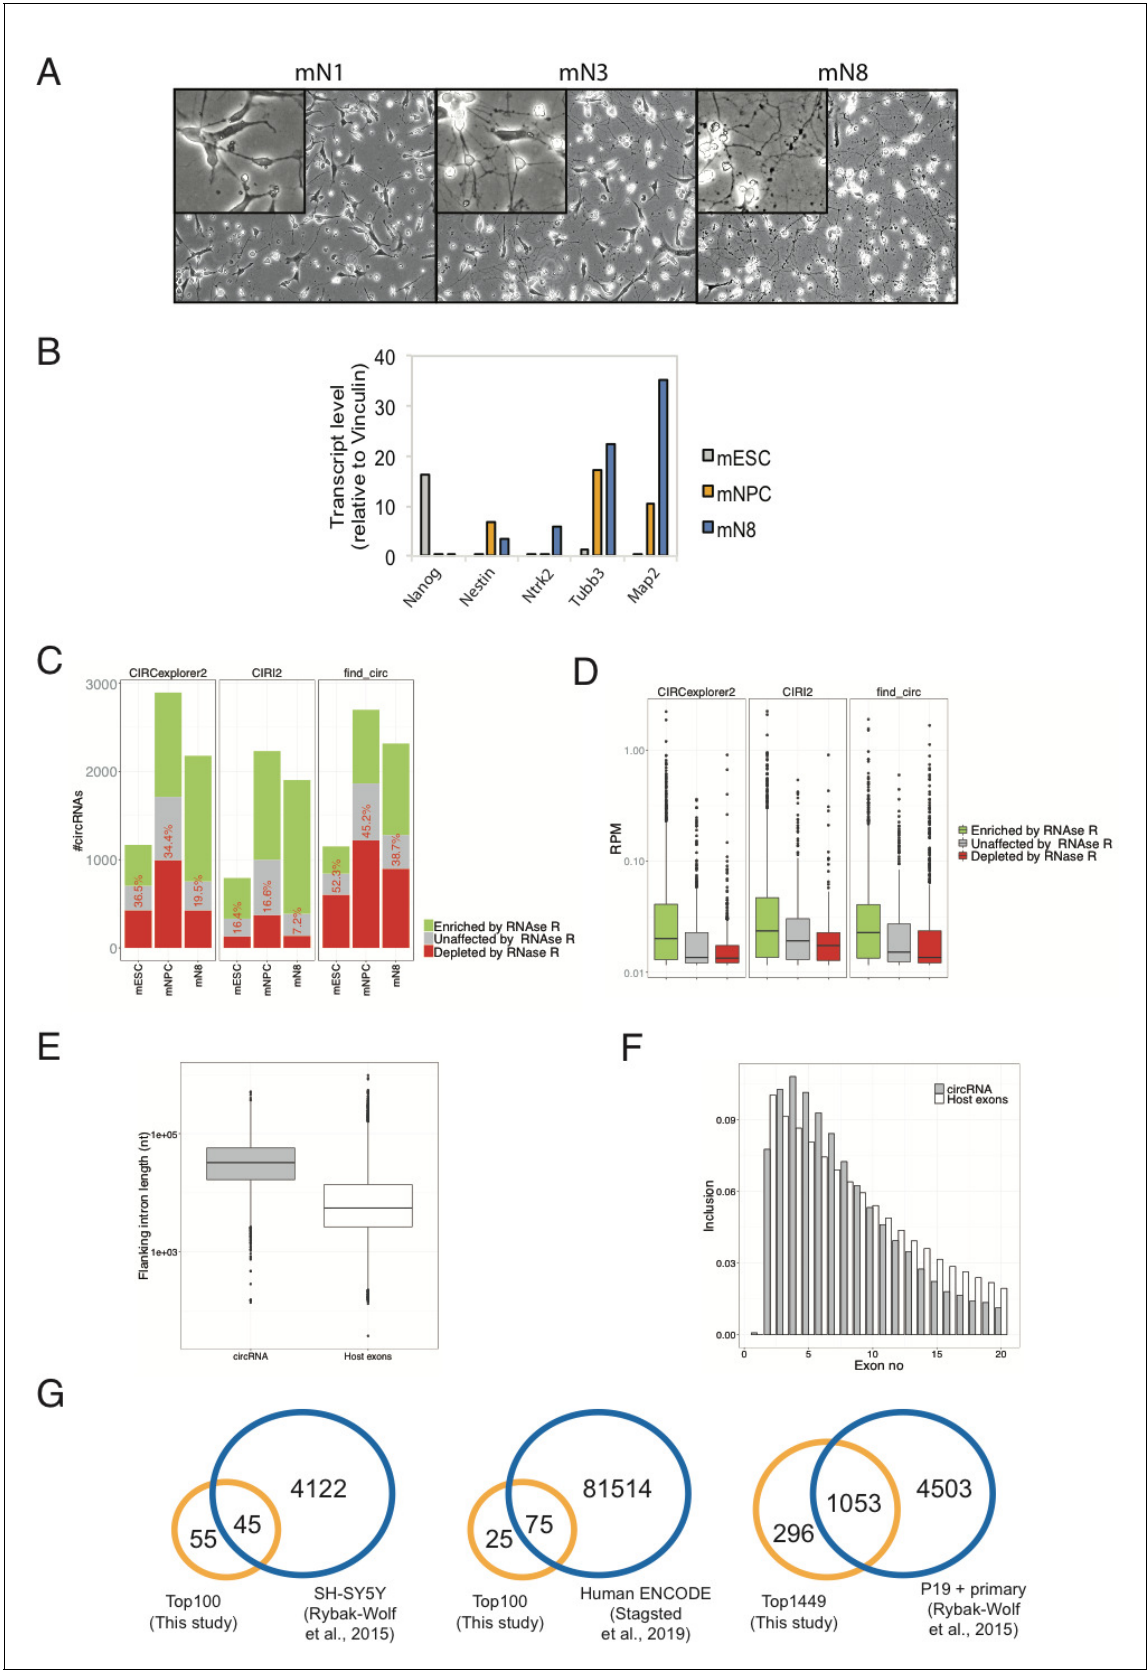 A
mN1
mN3
mN8
B
Transcript level
(relative to Vinculin)
40
30
20
10
0
Nanog
Nestin
Ntrk2
Tubb3
Map2
mESC
mNPC
mN8
C
CIRCexplorer2
CIRI2
find_circ
#circRNAs
3000
2000
1000
0
36.5%
34.4%
19.5%
16.4%
16.6%
7.2%
52.3%
45.2%
38.7%
mESC
mNPC
mN8
mESC
mNPC
mN8
mESC
mNPC
mN8
Enriched by RNAse R
Unaffected by RNAse R
Depleted by RNase R
D
CIRCexplorer2
CIRI2
find_circ
RPM
1.00
0.10
0.01
Enriched by RNAse R
Unaffected by RNAse R
Depleted by RNase R
E
Flanking intron length (nt)
1e+05
1e+03
circRNA
Host exons
F
circRNA
Host exons
Inclusion
0.09
0.06
0.03
0.00
0
5
10
15
20
Exon no
G
4122
55
45
Top100
(This study)
SH-SY5Y
(Rybak-Wolf
et al., 2015)
81514
25
75
Top100
(This study)
Human ENCODE
(Stagsted
et al., 2019)
4503
1053
296
Top1449
(This study)
P19 + primary
(Rybak-Wolf
et al., 2015)